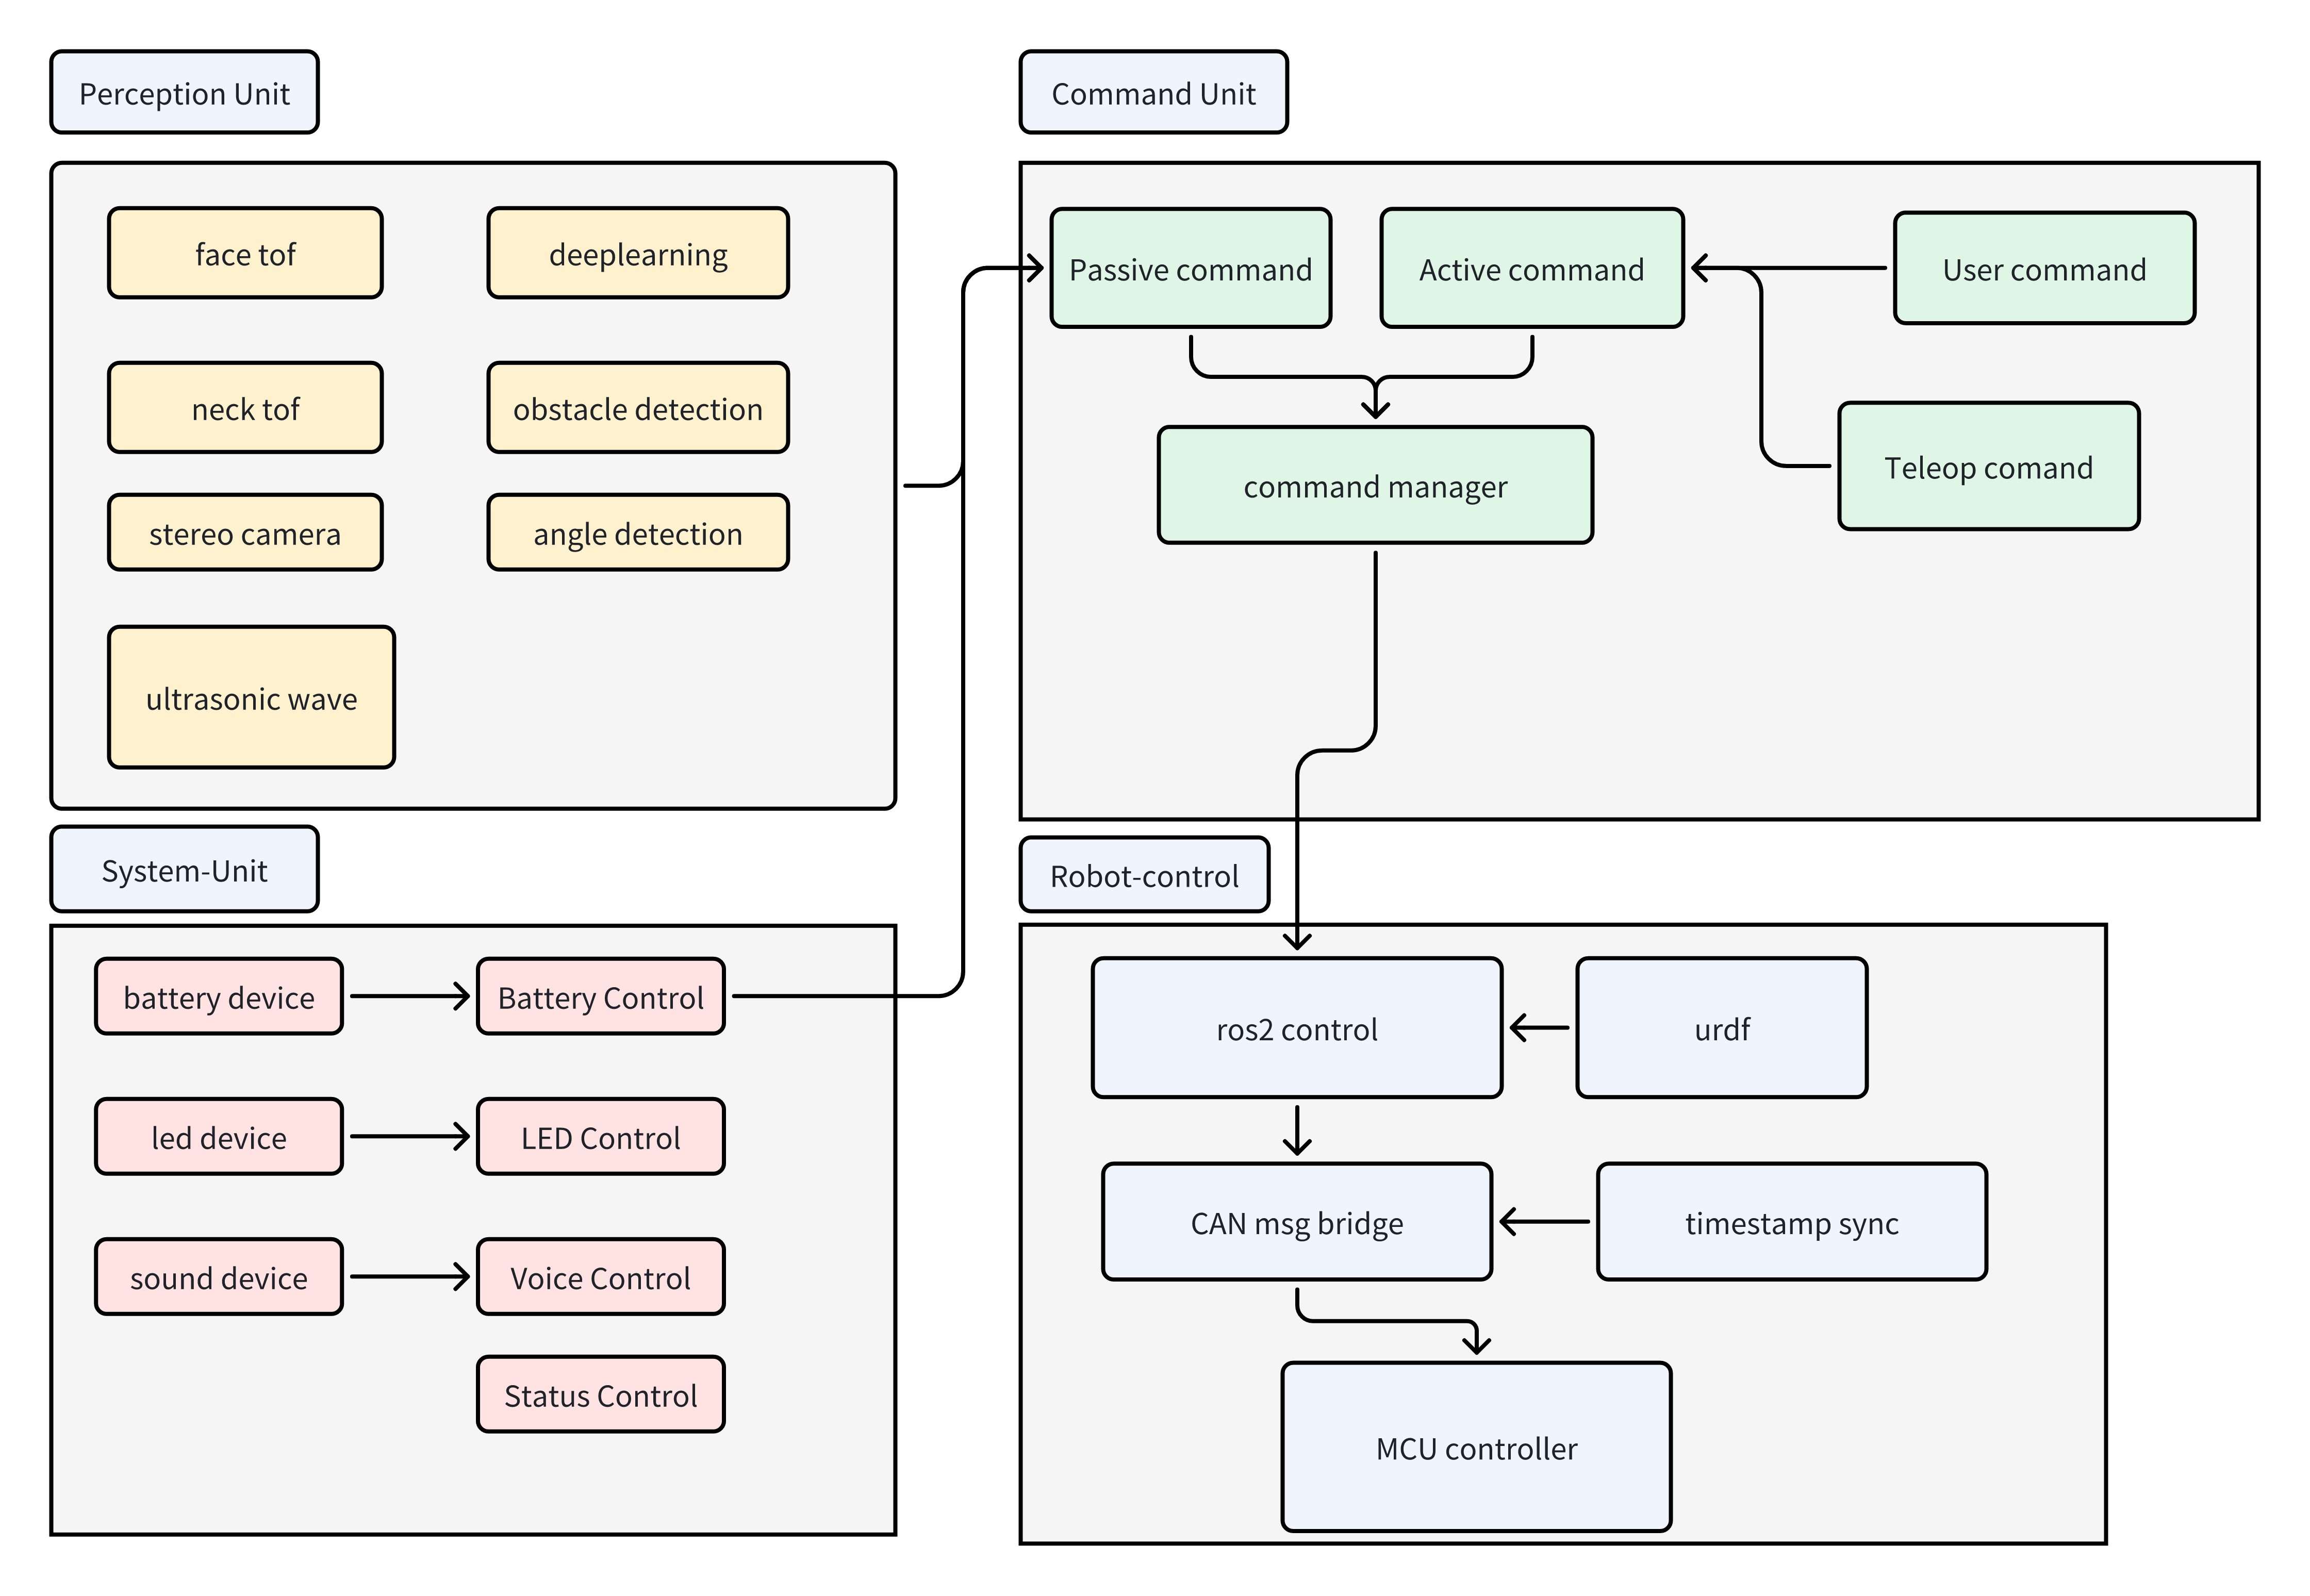 Perception Unit
face tof
deeplearning
neck tof
obstacle detection
stereo camera
angle detection
ultrasonic wave
Command Unit
Passive command
Active command
User command
command manager
Teleop comand
System-Unit
battery device
Battery Control
led device
LED Control
sound device
Voice Control
Status Control
Robot-control
ros2 control
urdf
CAN msg bridge
timestamp sync
MCU controller